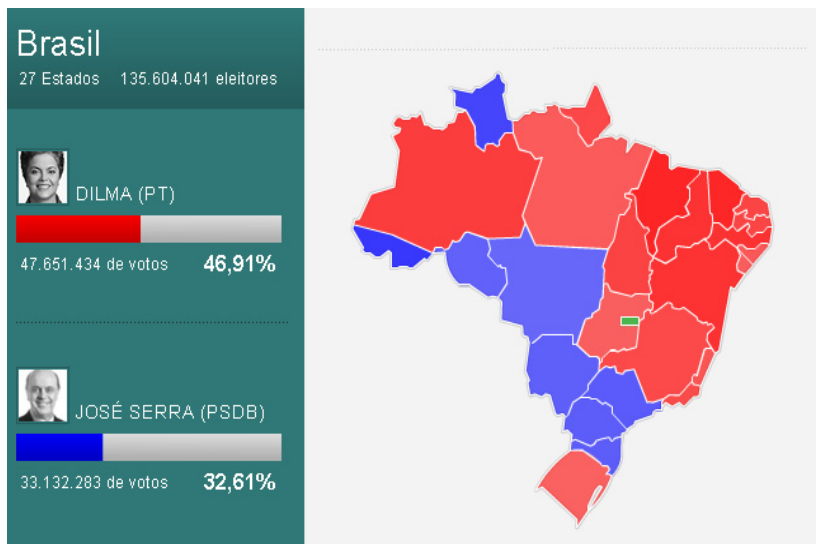 Brasil
27 Estados 135.604.041 eleitores
DILMA (PT)
47.651.434 de votos 46,91%
JOSÉ SERRA (PSDB)
33.132.283 de votos 32,61%